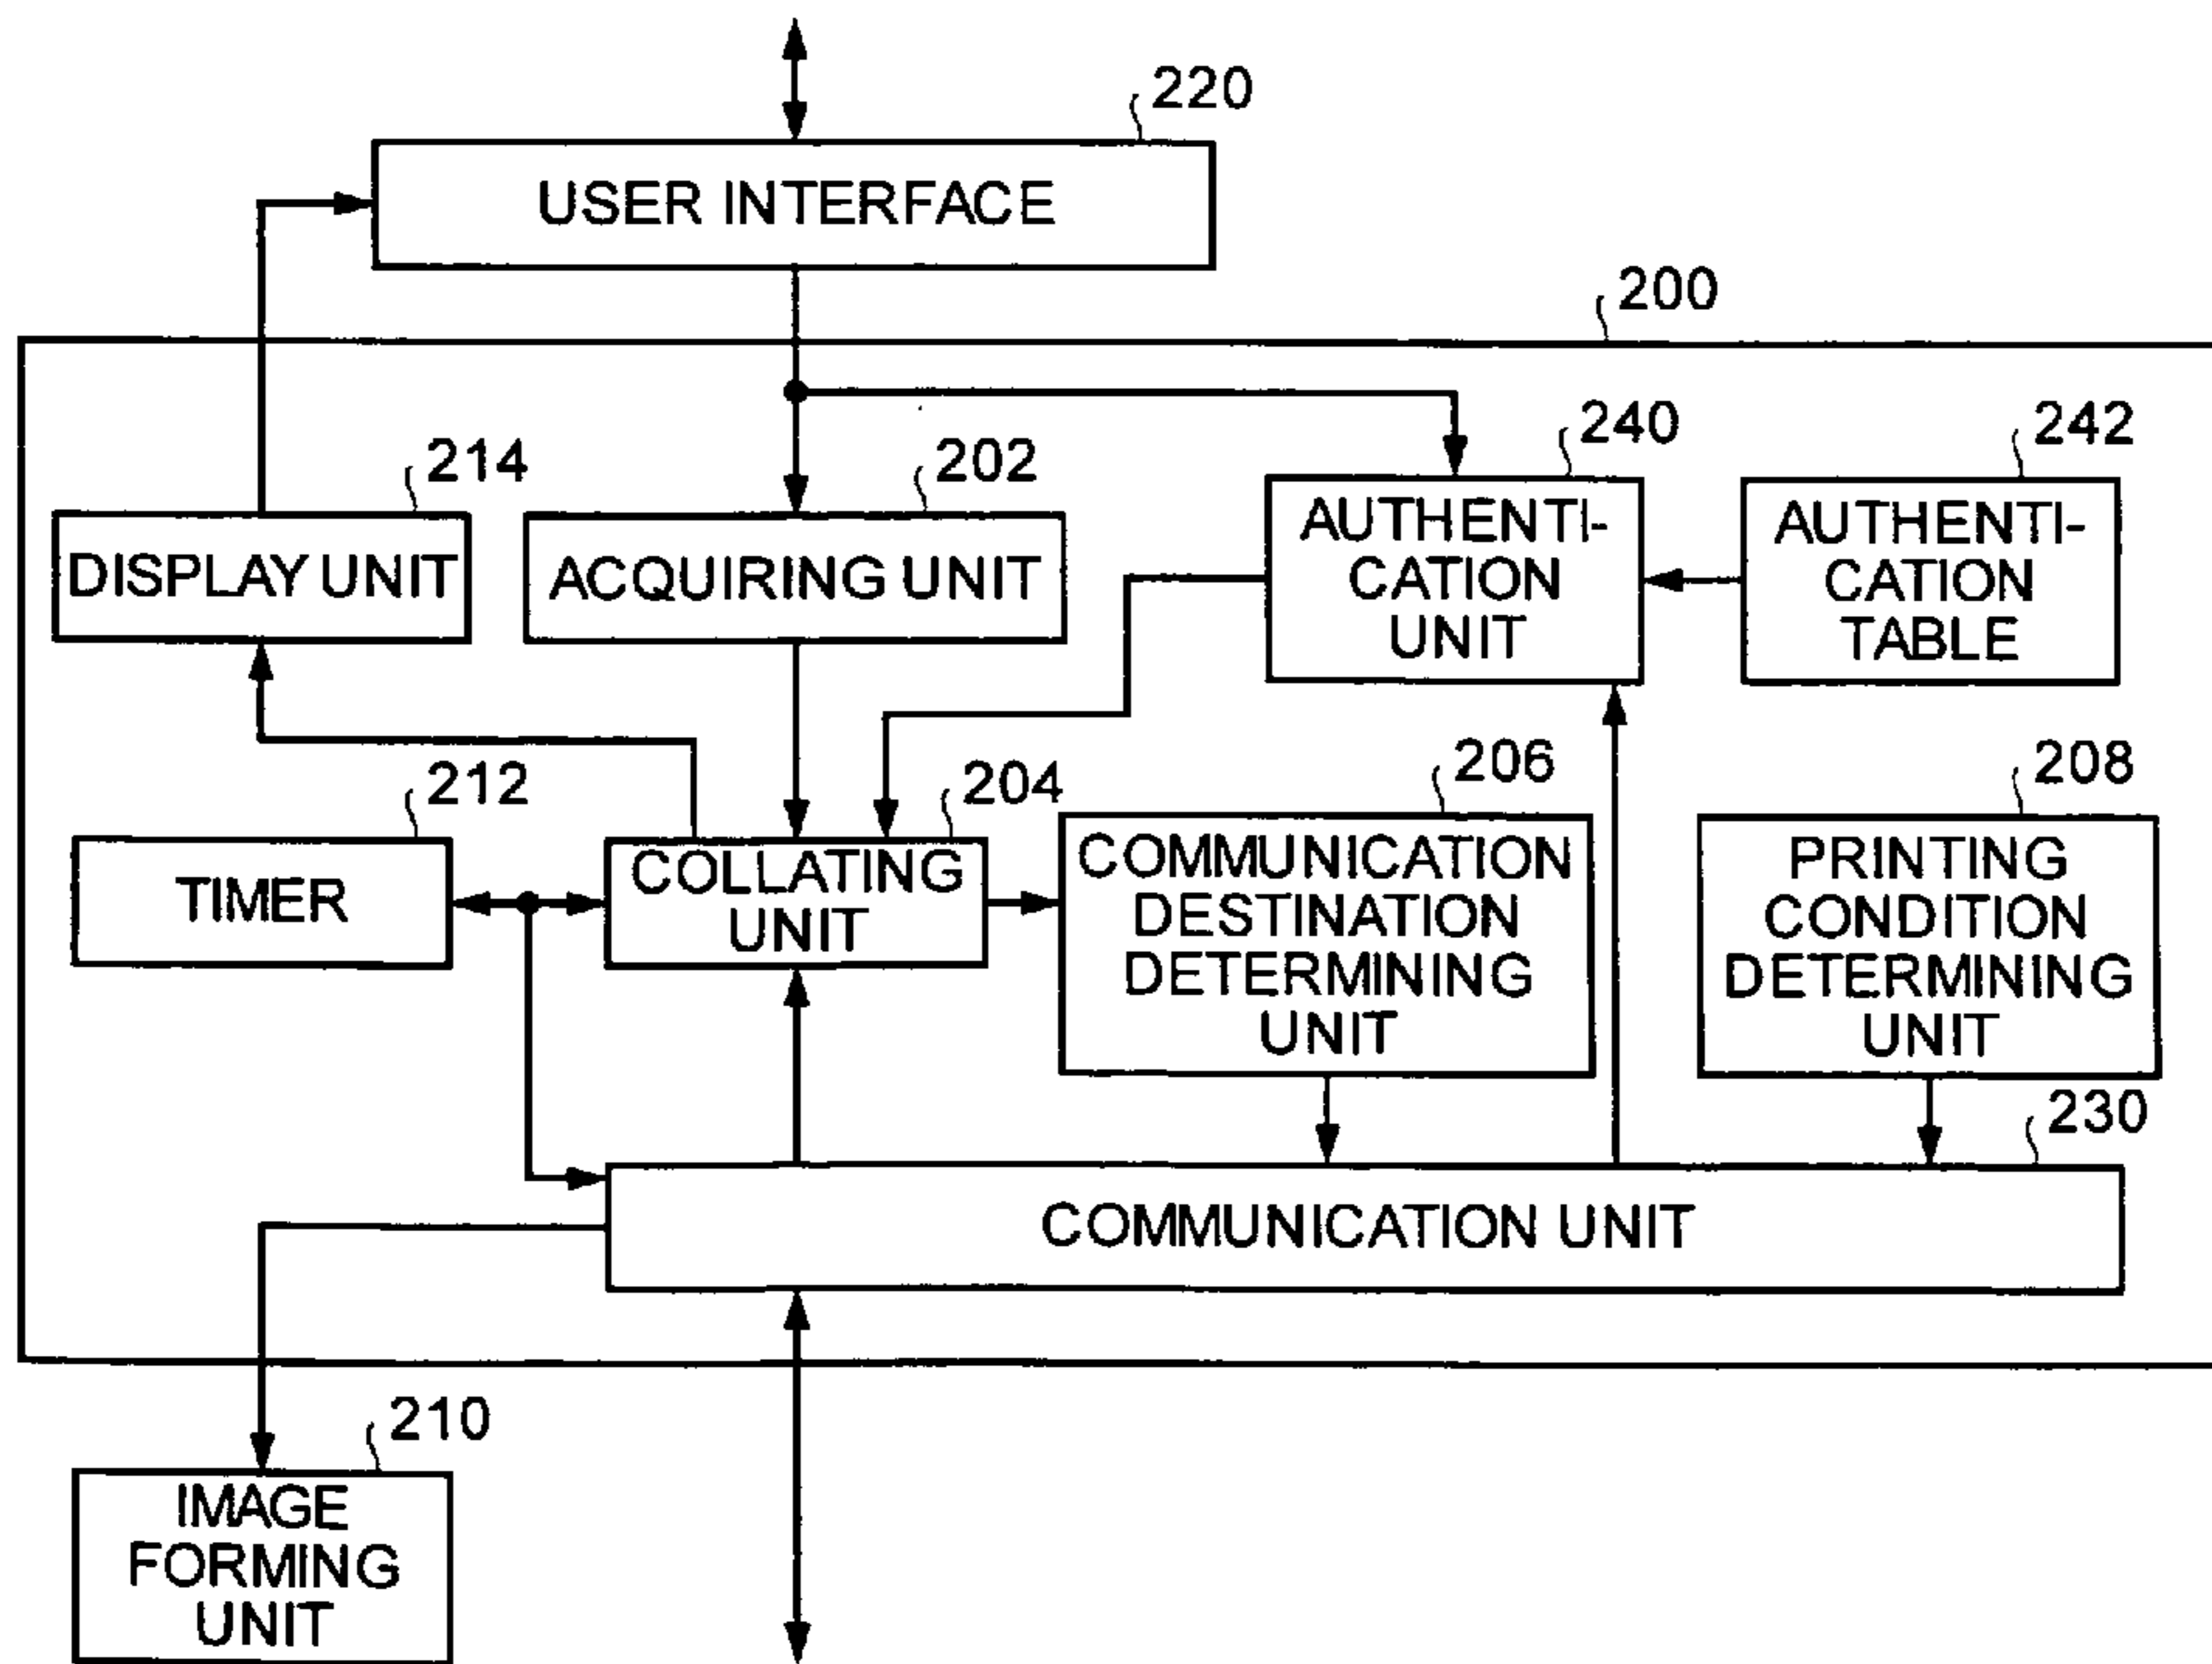 220
USER INTERFACE
200
214
202
240
242
DISPLAY UNIT
ACQUIRING UNIT
AUTHENTI-
CATION
UNIT
AUTHENTI-
CATION
TABLE
212
204
206
208
TIMER
COLLATING
UNIT
COMMUNICATION
DESTINATION
DETERMINING
UNIT
PRINTING
CONDITION
DETERMINING
UNIT
230
COMMUNICATION UNIT
210
IMAGE
FORMING
UNIT